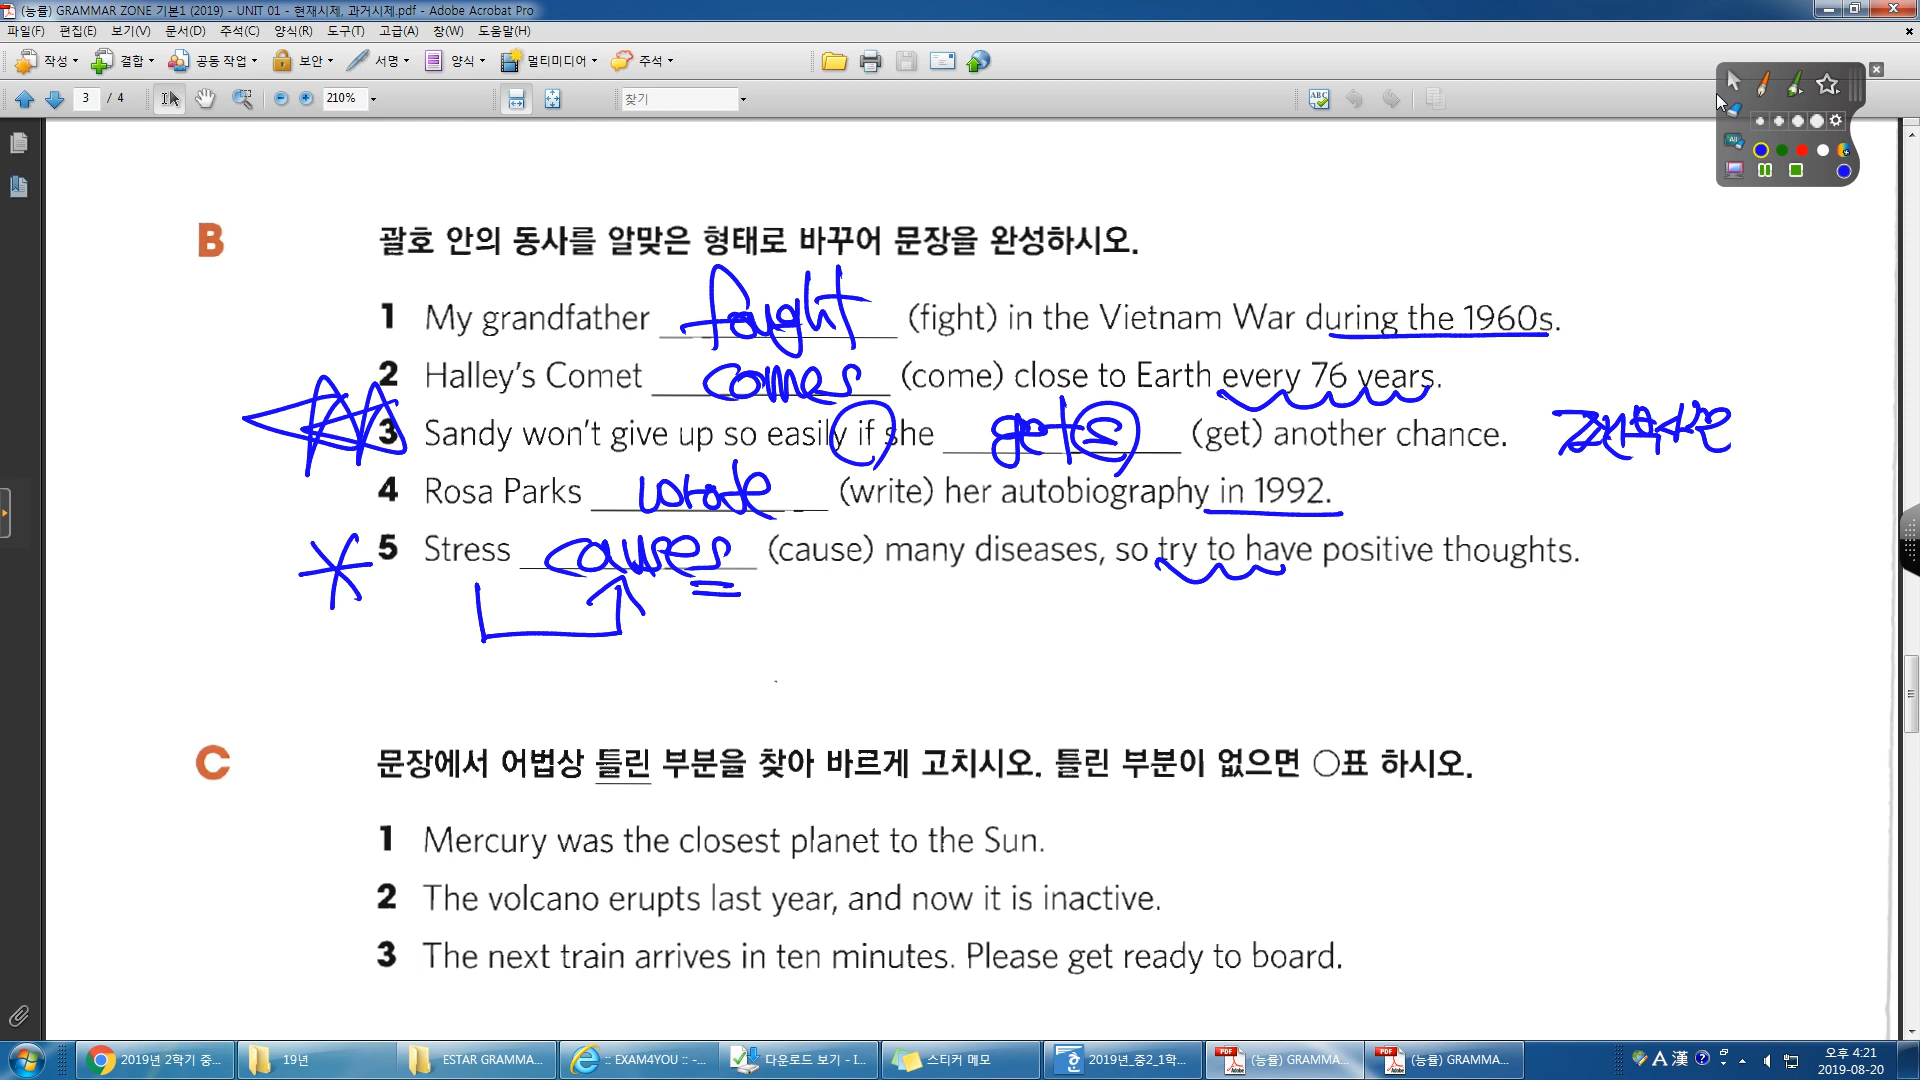 (능률) GRAMMAR ZONE 기본1 (2019) - UNIT 01 - 현재시제, 과거시제.pdf - Adobe Acrobat Pro
파일(F) 편집(E) 보기(V) 문서(D) 주석(C) 양식(R) 도구(T) 고급(A) 창(W) 도움말(H)
작성 결합 공동 작업 보안 서명 양식 멀티미디어 주석
3 / 4 210% 찾기
B 괄호 안의 동사를 알맞은 형태로 바꾸어 문장을 완성하시오.
1 My grandfather fought (fight) in the Vietnam War during the 1960s.
2 Halley's Comet comes (come) close to Earth every 76 years.
3 Sandy won't give up so easily if she gets (get) another chance.
4 Rosa Parks wrote (write) her autobiography in 1992.
5 Stress causes (cause) many diseases, so try to have positive thoughts.
C 문장에서 어법상 틀린 부분을 찾아 바르게 고치시오. 틀린 부분이 없으면 ○표 하시오.
1 Mercury was the closest planet to the Sun.
2 The volcano erupts last year, and now it is inactive.
3 The next train arrives in ten minutes. Please get ready to board.
2019년 2학기 중... 19년 ESTAR GRAMMA... :: EXAM4YOU :: -... 다운로드 보기 - I... 스티커 메모 2019년_중2_1학... (능률) GRAMMA... (능률) GRAMMA... A 漢 오후 4:21
2019-08-20